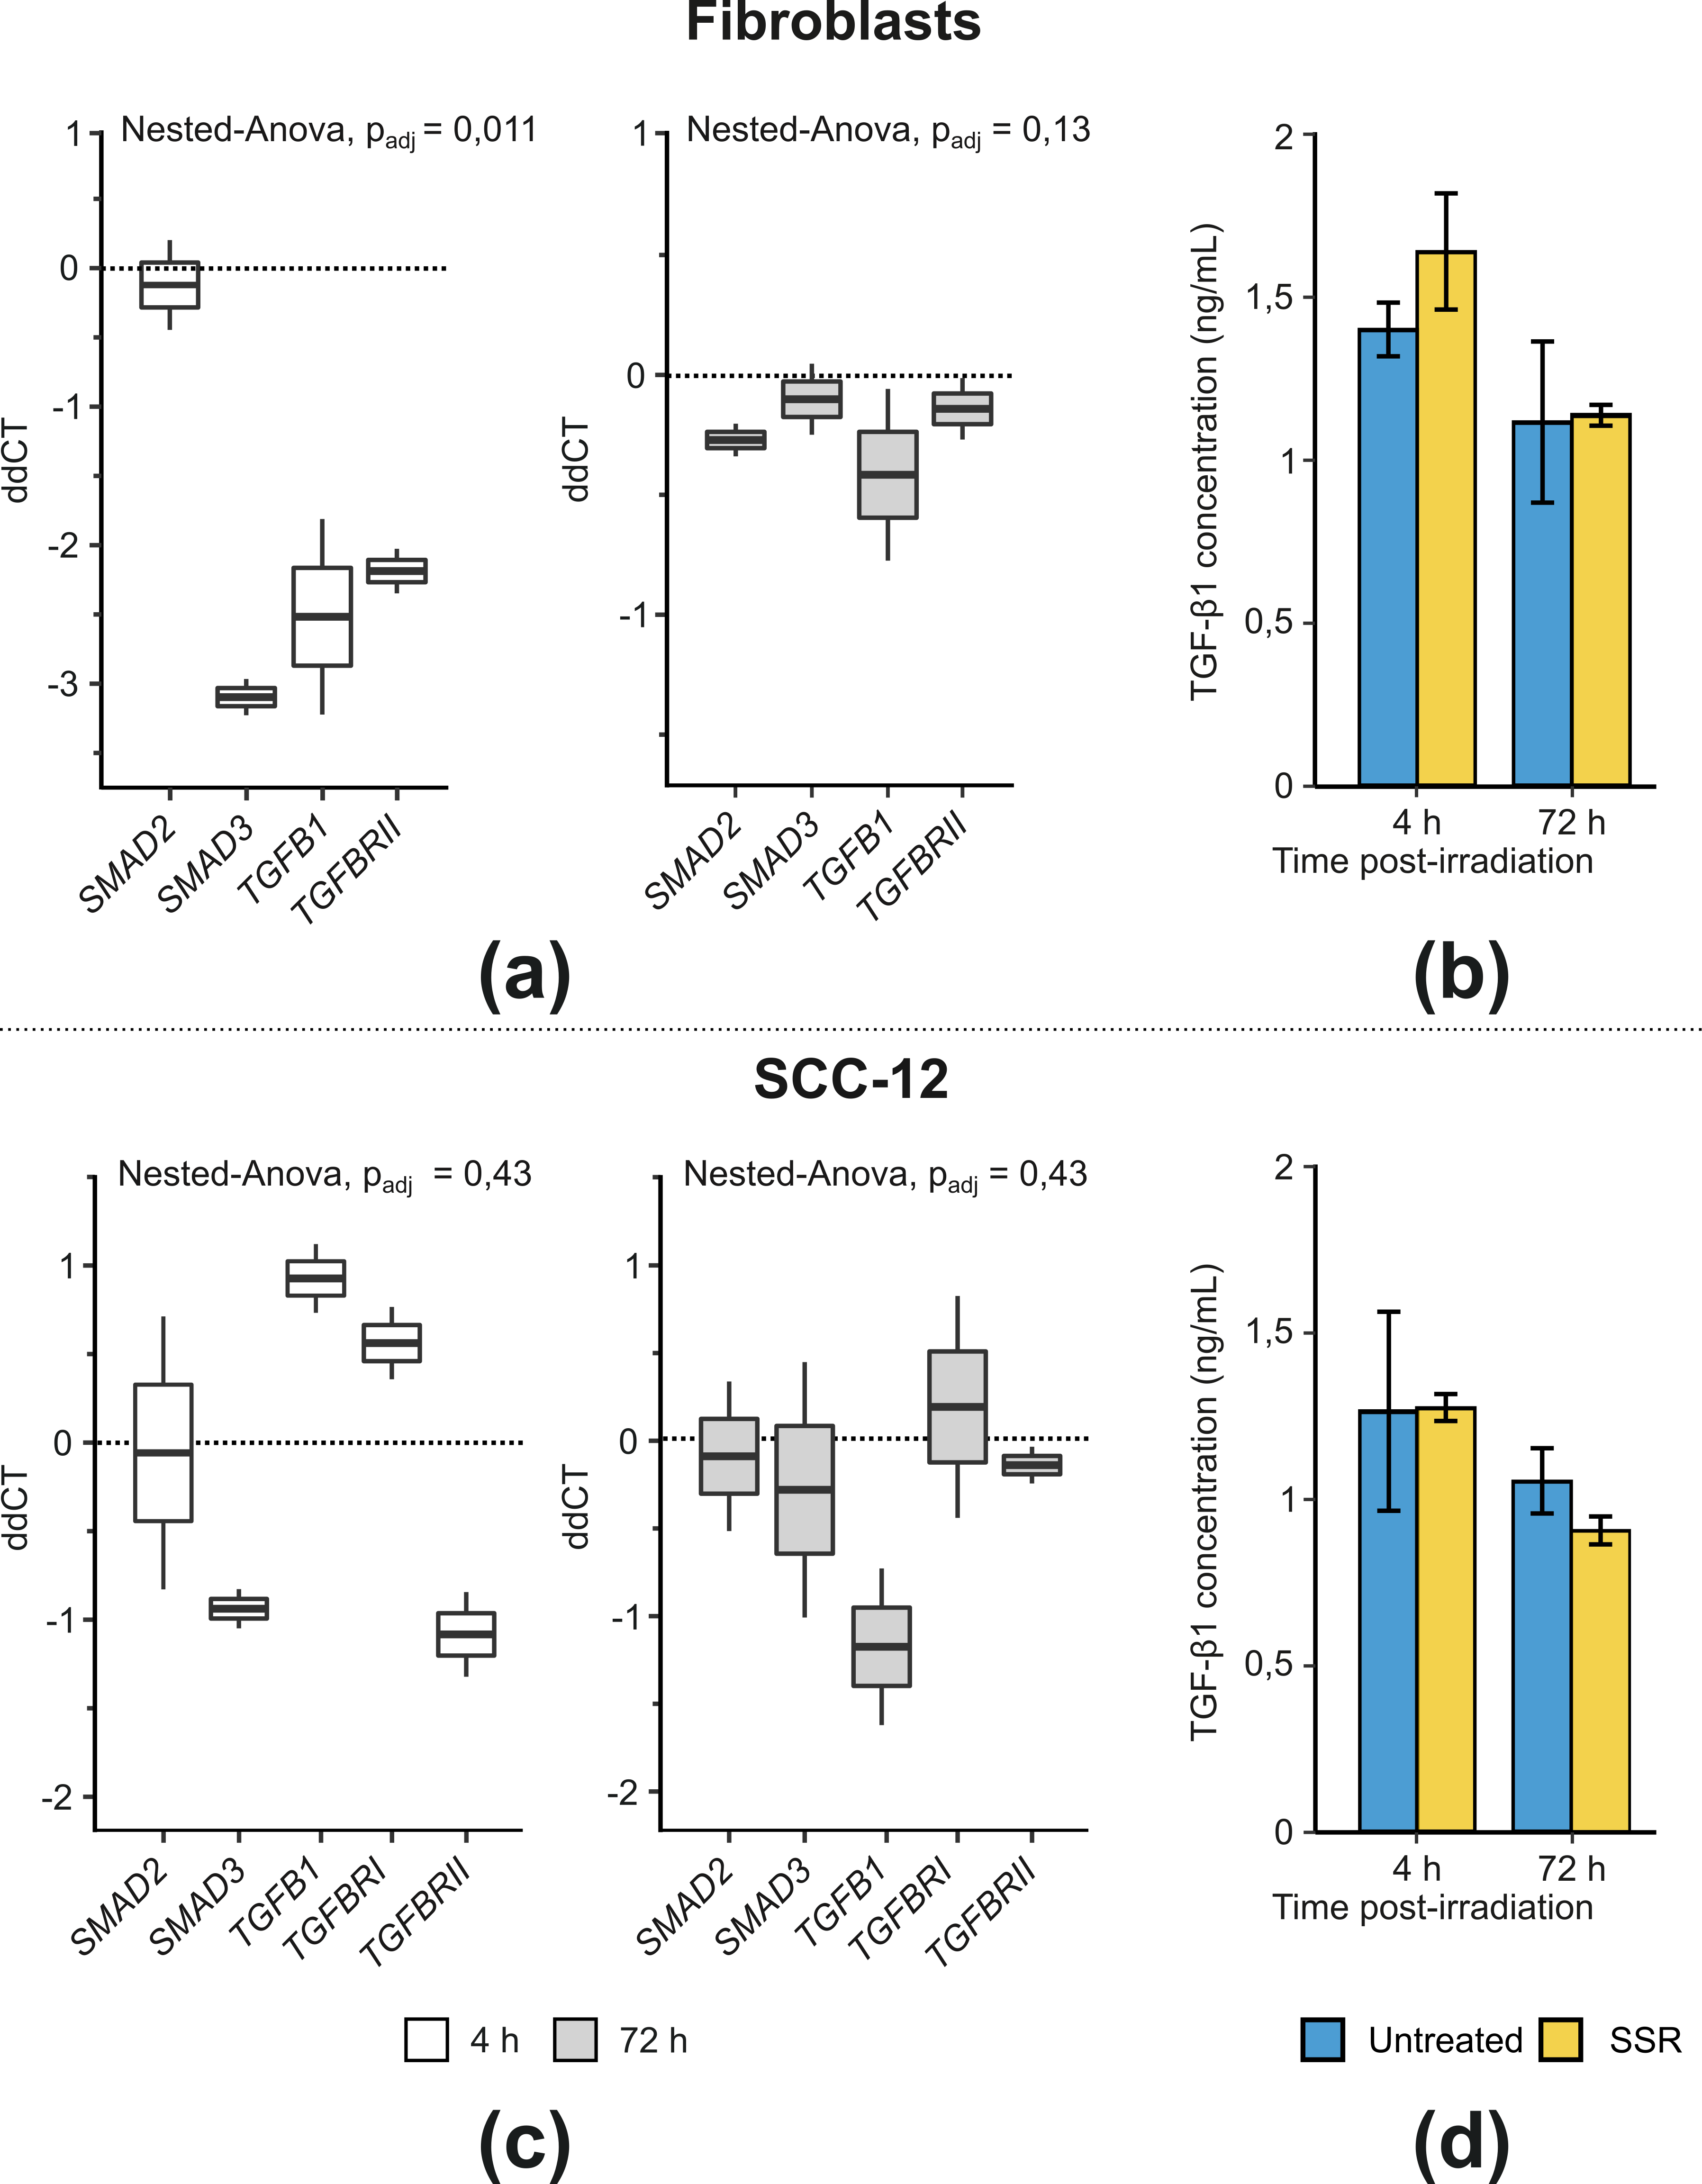 Fibroblasts
Nested-Anova, padj = 0,011
1
0
-1
-2
-3
ddCT
SMAD2
SMAD3
TGFB1
TGFBRII
Nested-Anova, padj = 0,13
1
0
-1
ddCT
SMAD2
SMAD3
TGFB1
TGFBRII
(a)
2
1,5
1
0,5
0
TGF-β1 concentration (ng/mL)
4 h
72 h
Time post-irradiation
(b)
SCC-12
Nested-Anova, padj = 0,43
1
0
-1
-2
ddCT
SMAD2
SMAD3
TGFB1
TGFBRI
TGFBRII
Nested-Anova, padj = 0,43
1
0
-1
-2
ddCT
SMAD2
SMAD3
TGFB1
TGFBRI
TGFBRII
4 h
72 h
(c)
2
1,5
1
0,5
0
TGF-β1 concentration (ng/mL)
4 h
72 h
Time post-irradiation
Untreated
SSR
(d)